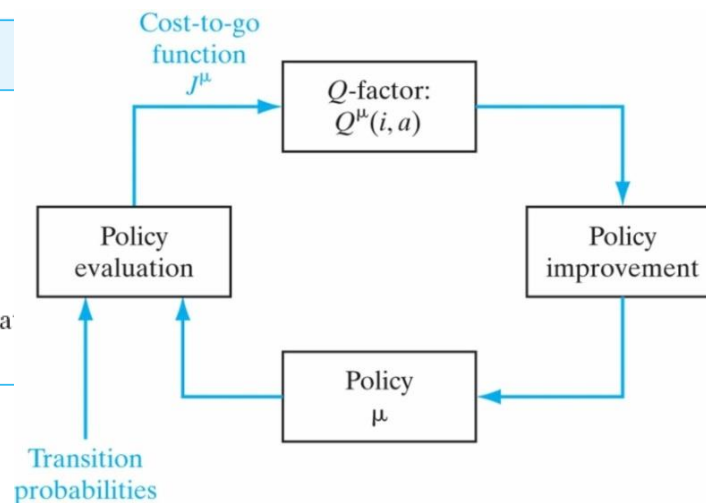 Cost-to-go
function
J^μ
Q-factor:
Q^μ(i, a)
Policy
evaluation
Policy
improvement
Policy
μ
Transition
probabilities